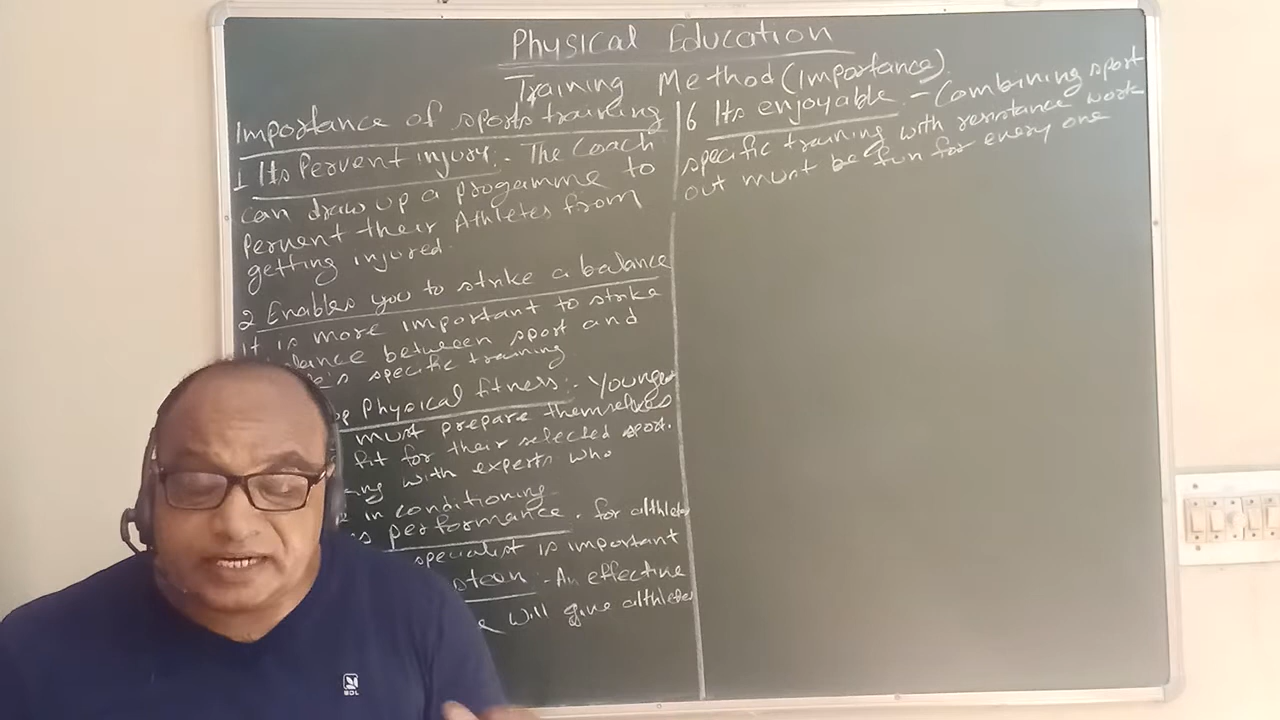 Physical Education
Training Method (Importance)
Importance of sports training
1 Its Pervent injury:- The Coach
can draw up a progamme to
Pervent their Athletes from
getting injured.
2 Enables you to strike a balance
It is more important to strike
balance between sport and
specific training
Physical fitness:- Younger
must prepare themselves
fit for their selected sport.
with experts who
in conditioning
performance. for althletes
specialist is important
- An effective
will give althletes
6 Its enjoyable - Combining sport
specific training with resistance work
out must be fun for every one
BDL